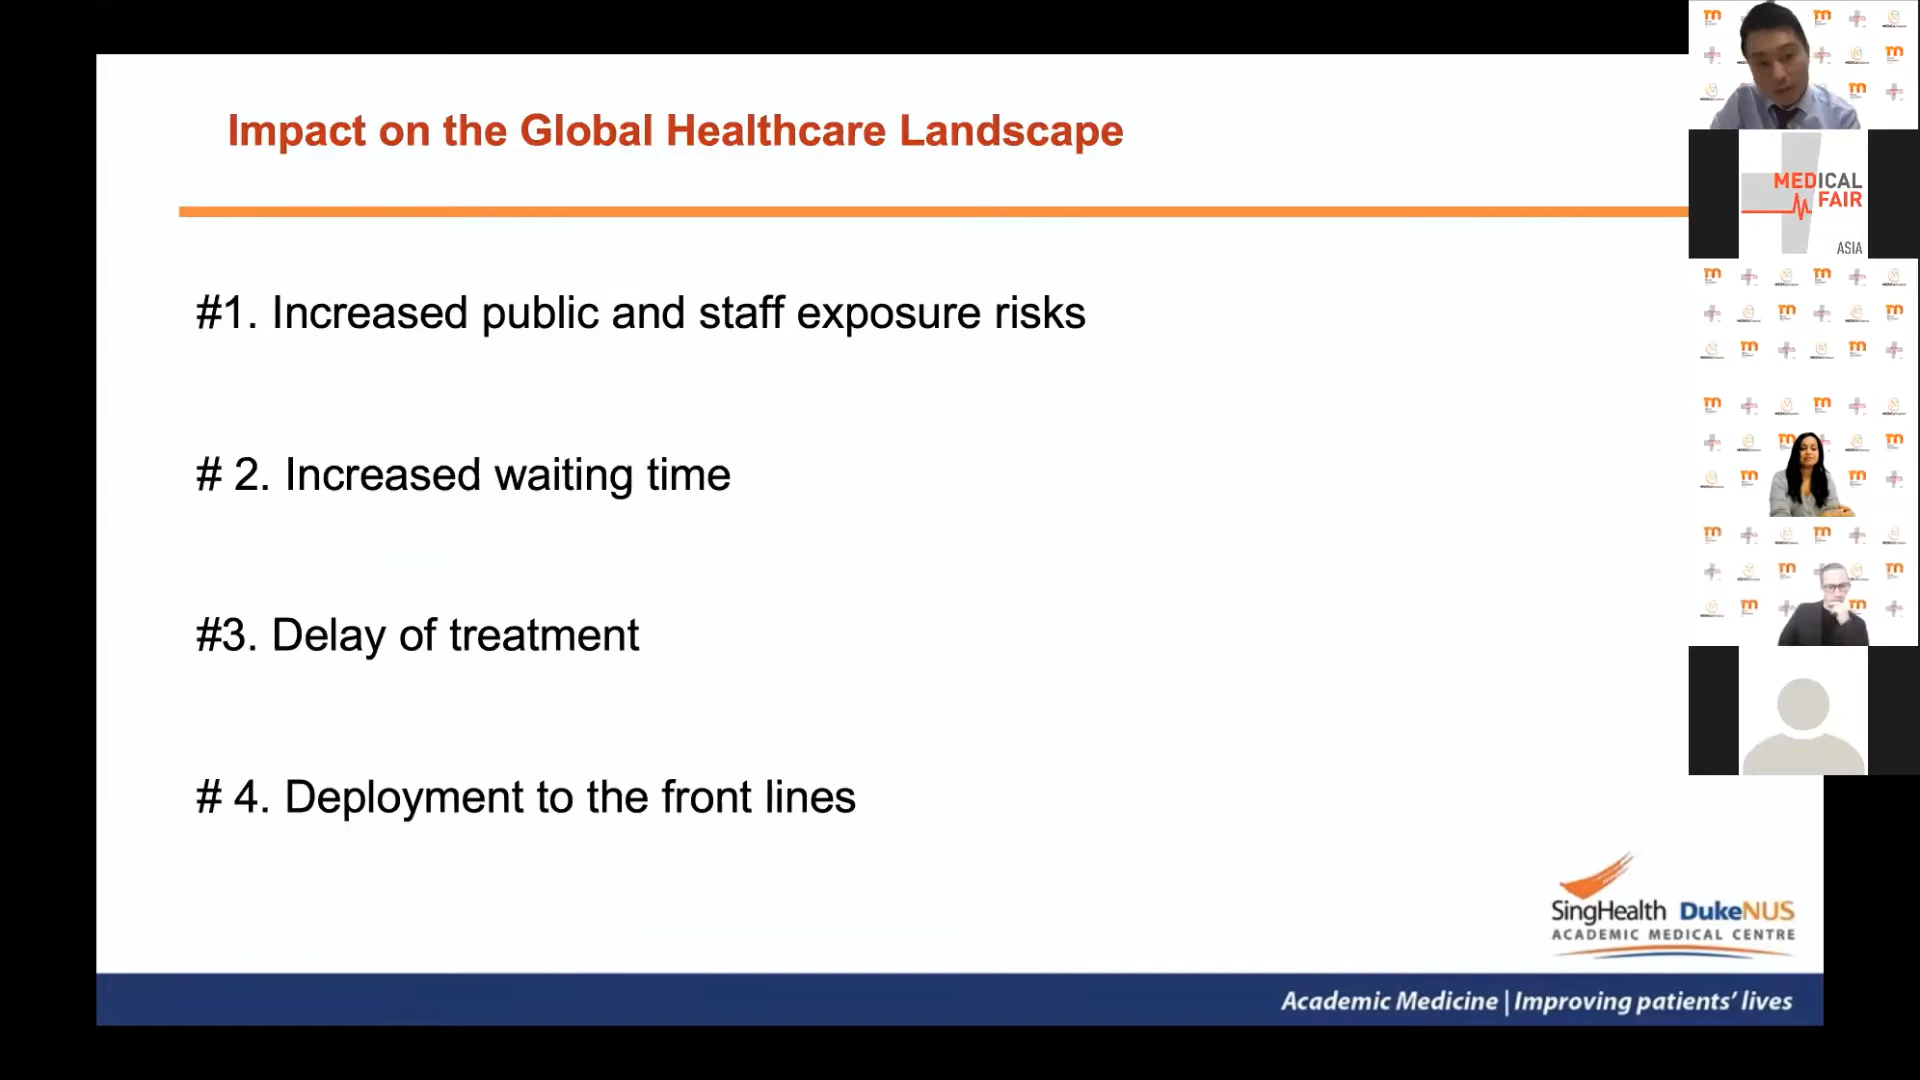 Impact on the Global Healthcare Landscape
#1. Increased public and staff exposure risks
# 2. Increased waiting time
#3. Delay of treatment
# 4. Deployment to the front lines
SingHealth DukeNUS
ACADEMIC MEDICAL CENTRE
Academic Medicine | Improving patients' lives
MEDICAL
FAIR
ASIA